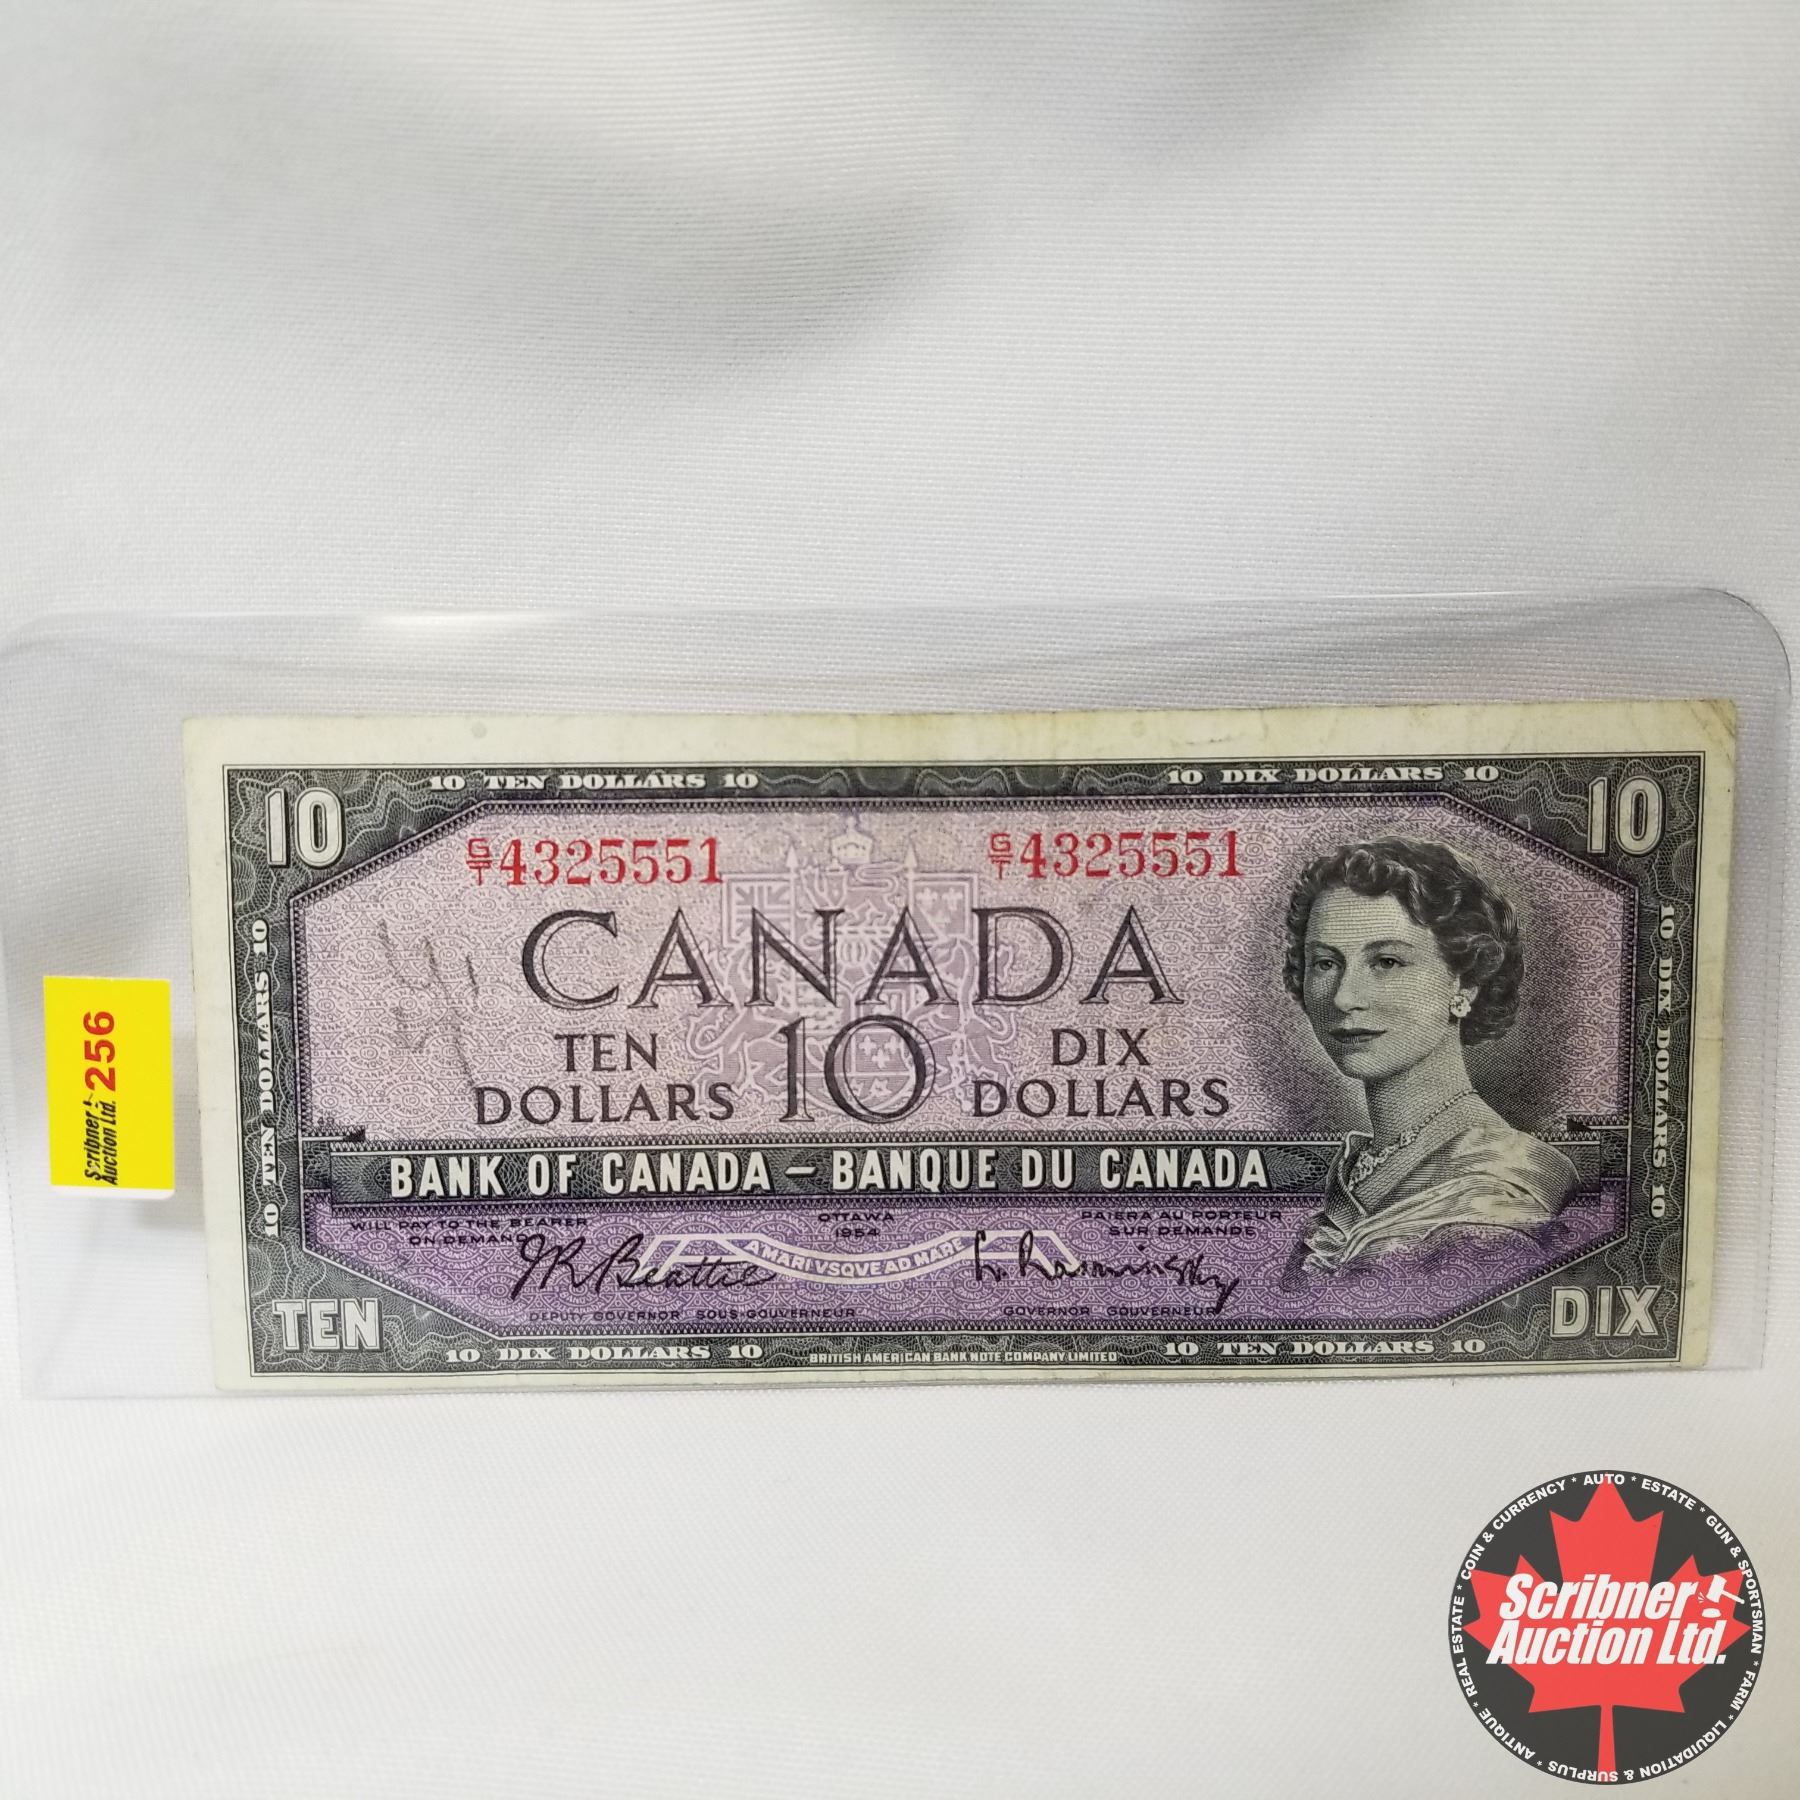 10 TEN DOLLARS 10
10 DIX DOLLARS 10
10
10
G/T 4325551
G/T 4325551
CANADA
TEN DOLLARS
10
DIX DOLLARS
10 TEN DOLLARS 10
10 DIX DOLLARS 10
BANK OF CANADA – BANQUE DU CANADA
WILL PAY TO THE BEARER
ON DEMAND
OTTAWA
1954
PAIERA AU PORTEUR
SUR DEMANDE
A MARI VSQVE AD MARE
J.R. Beattie
L. Rasminsky
DEPUTY GOVERNOR SOUS-GOUVERNEUR
GOVERNOR GOUVERNEUR
TEN
DIX
10 DIX DOLLARS 10
BRITISH AMERICAN BANK NOTE COMPANY LIMITED
10 TEN DOLLARS 10
Scribner
Auction Ltd.
256
COIN & CURRENCY * AUTO * ESTATE * GUN & SPORTSMAN * FARM * LIQUIDATION & SURPLUS * ANTIQUE * REAL ESTATE *
Scribner
Auction Ltd.